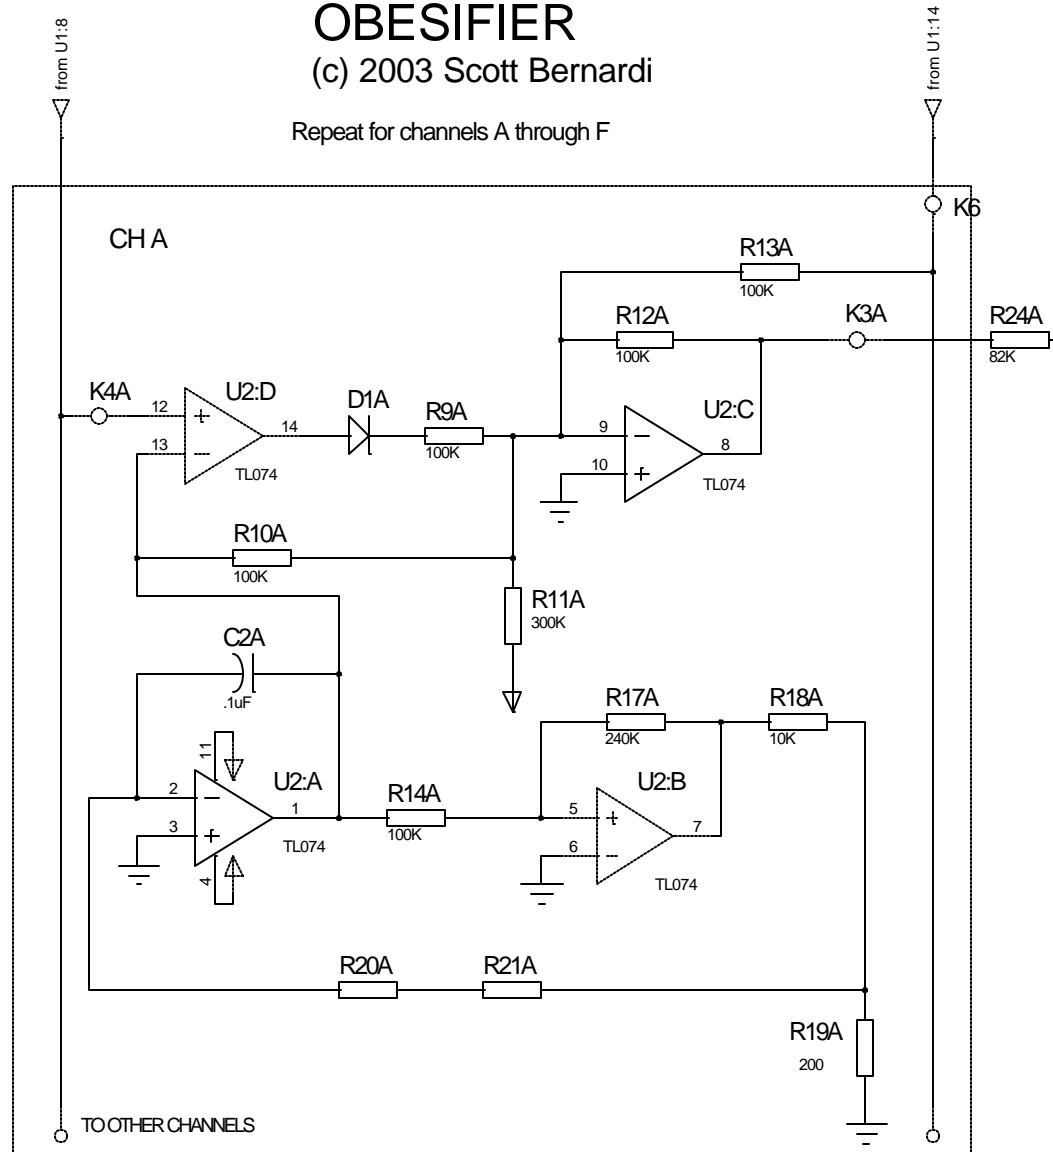 OBESIFIER
(c) 2003 Scott Bernardi
from U1:8
from U1:14
Repeat for channels A through F
K6
CH A
R13A
100K
R12A
100K
K3A
R24A
82K
K4A
12
+
13
−
U2:D
14
TL074
D1A
R9A
100K
9
−
10
+
U2:C
8
TL074
R10A
100K
R11A
300K
C2A
.1uF
R17A
240K
R18A
10K
11
2
−
3
+
4
U2:A
1
TL074
R14A
100K
5
+
6
−
U2:B
7
TL074
R20A
R21A
R19A
200
TO OTHER CHANNELS